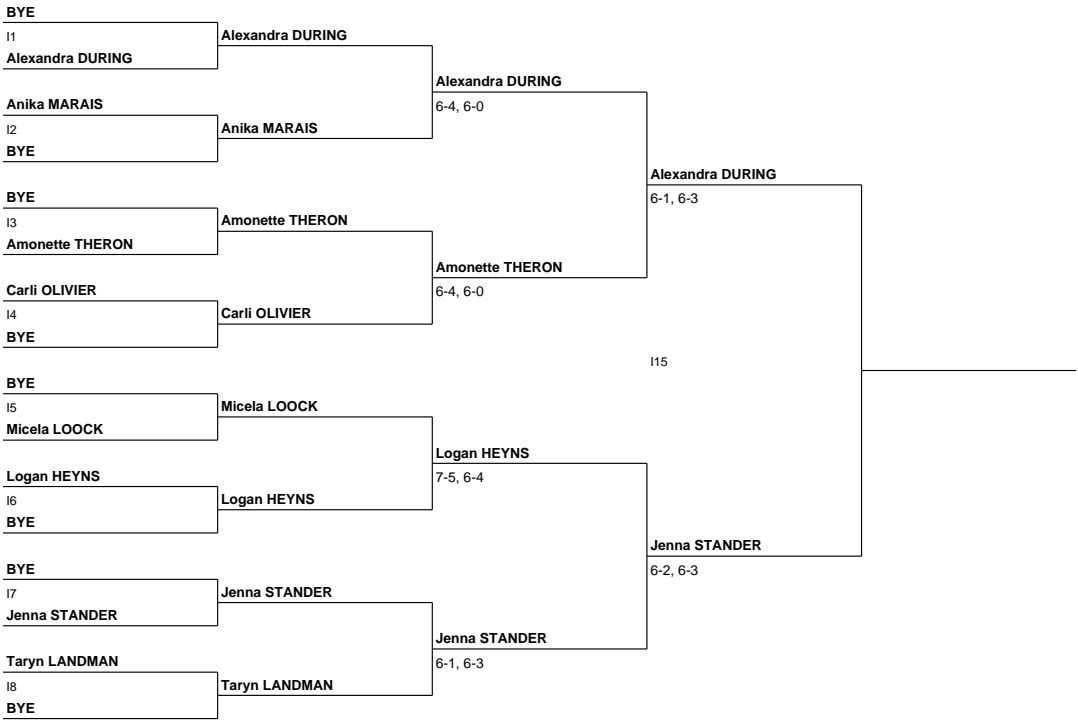 BYE
I1
Alexandra DURING
Alexandra DURING
Anika MARAIS
I2
BYE
Anika MARAIS
Alexandra DURING
6-4, 6-0
BYE
I3
Amonette THERON
Amonette THERON
Carli OLIVIER
I4
BYE
Carli OLIVIER
Amonette THERON
6-4, 6-0
Alexandra DURING
6-1, 6-3
I15
BYE
I5
Micela LOOCK
Micela LOOCK
Logan HEYNS
I6
BYE
Logan HEYNS
Logan HEYNS
7-5, 6-4
BYE
I7
Jenna STANDER
Jenna STANDER
Taryn LANDMAN
I8
BYE
Taryn LANDMAN
Jenna STANDER
6-1, 6-3
Jenna STANDER
6-2, 6-3